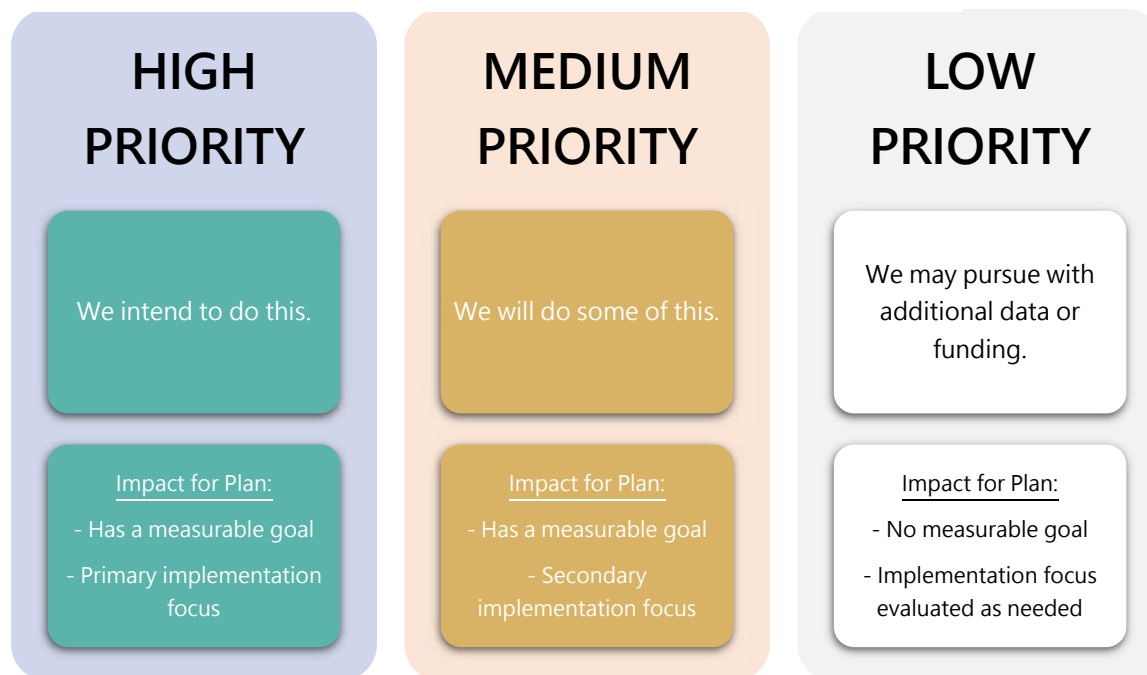 HIGH
PRIORITY
We intend to do this.
Impact for Plan:
- Has a measurable goal
- Primary implementation
focus
MEDIUM
PRIORITY
We will do some of this.
Impact for Plan:
- Has a measurable goal
- Secondary
implementation focus
LOW
PRIORITY
We may pursue with
additional data or
funding.
Impact for Plan:
- No measurable goal
- Implementation focus
evaluated as needed